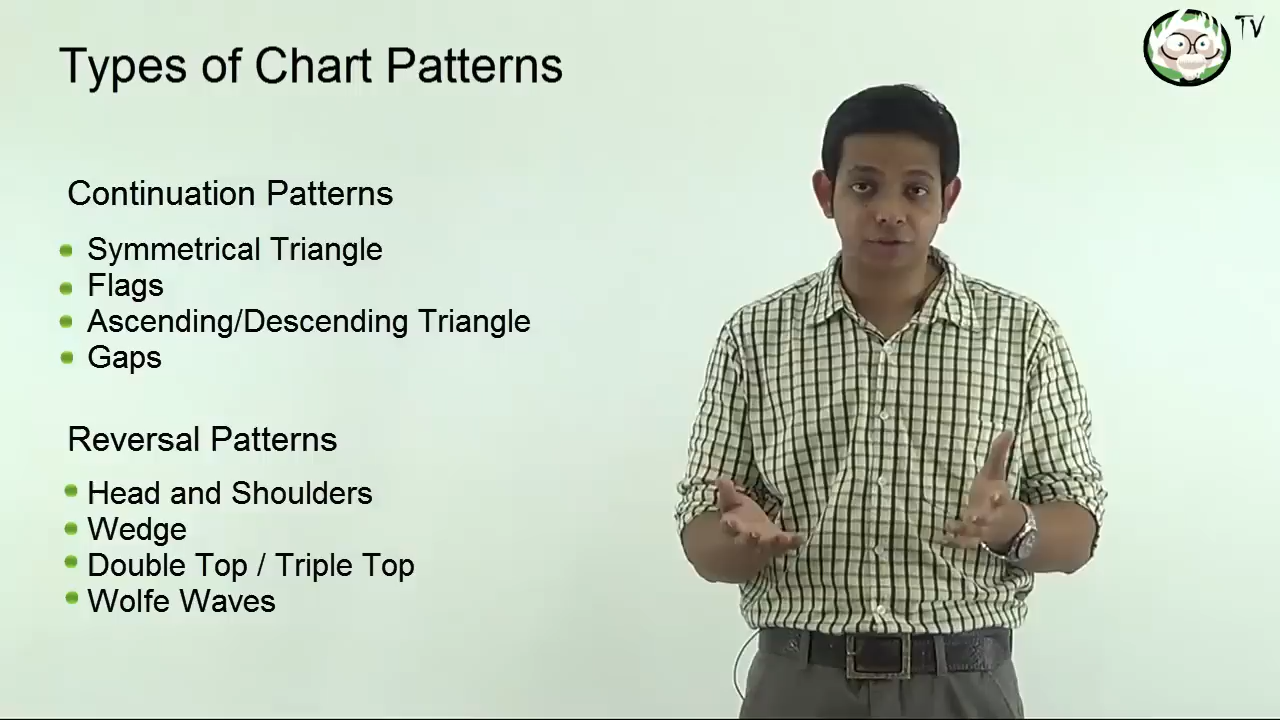 Types of Chart Patterns
TV
Continuation Patterns
Symmetrical Triangle
Flags
Ascending/Descending Triangle
Gaps
Reversal Patterns
Head and Shoulders
Wedge
Double Top / Triple Top
Wolfe Waves